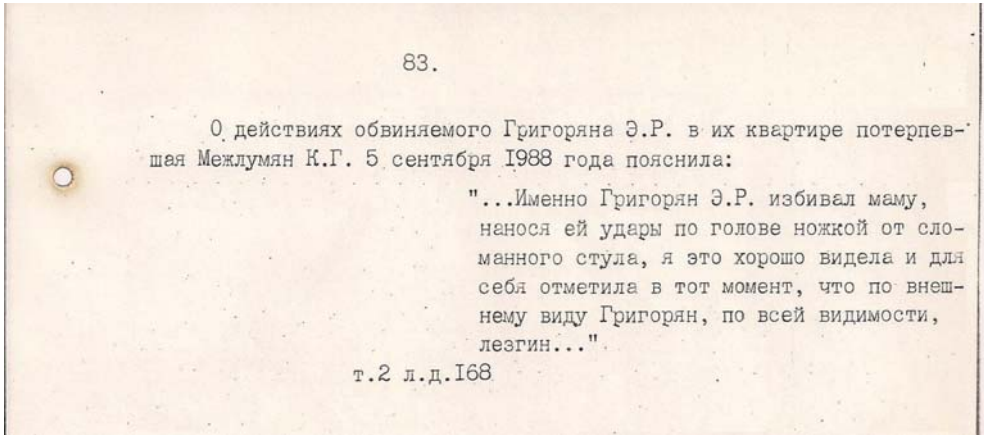 83.
О действиях обвиняемого Григоряна Э.Р. в их квартире потерпев-
шая Межлумян К.Г. 5 сентября I988 года пояснила:
"...Именно Григорян Э.Р. избивал маму,
нанося ей удары по голове ножкой от сло-
манного стула, я это хорошо видела и для
себя отметила в тот момент, что по внеш-
нему виду Григорян, по всей видимости,
лезгин..."
т.2 л.д.I68